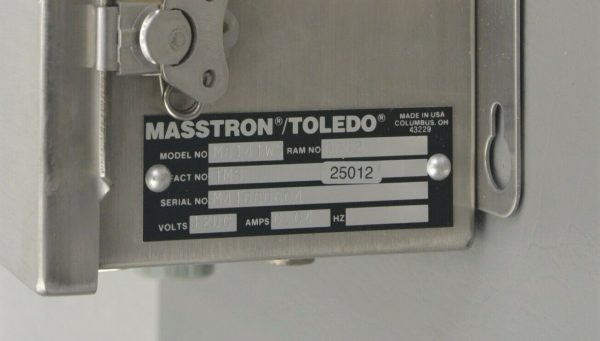 MASSTRON®/TOLEDO®
MADE IN USA
COLUMBUS, OH
43229
MODEL NO
RAM NO
FACT NO TMS 25012
SERIAL NO
VOLTS AMPS HZ